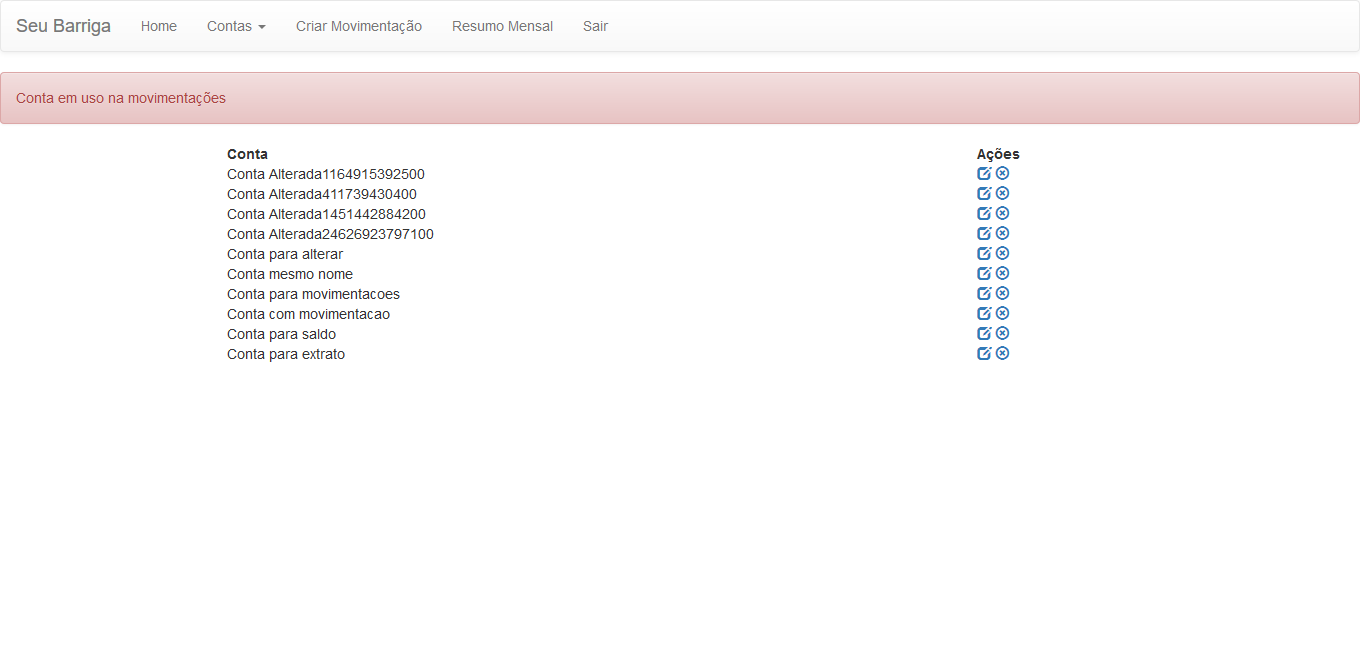 Seu Barriga Home Contas Criar Movimentação Resumo Mensal Sair
Conta em uso na movimentações
Conta Ações
Conta Alterada1164915392500
Conta Alterada411739430400
Conta Alterada1451442884200
Conta Alterada24626923797100
Conta para alterar
Conta mesmo nome
Conta para movimentacoes
Conta com movimentacao
Conta para saldo
Conta para extrato